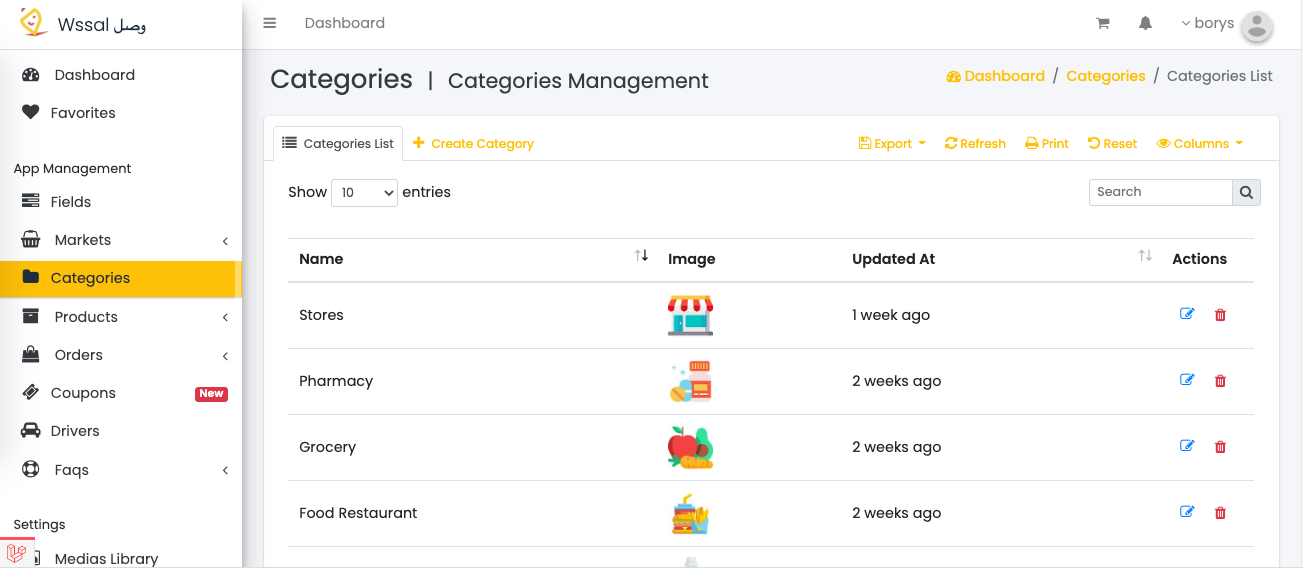 Wssal وصل
Dashboard
borys
Dashboard
Favorites
App Management
Fields
Markets
Categories
Products
Orders
Coupons New
Drivers
Faqs
Settings
Medias Library
Categories | Categories Management
Dashboard / Categories / Categories List
Categories List
Create Category
Export
Refresh
Print
Reset
Columns
Show 10 entries
Search
Name Image Updated At Actions
Stores 1 week ago
Pharmacy 2 weeks ago
Grocery 2 weeks ago
Food Restaurant 2 weeks ago